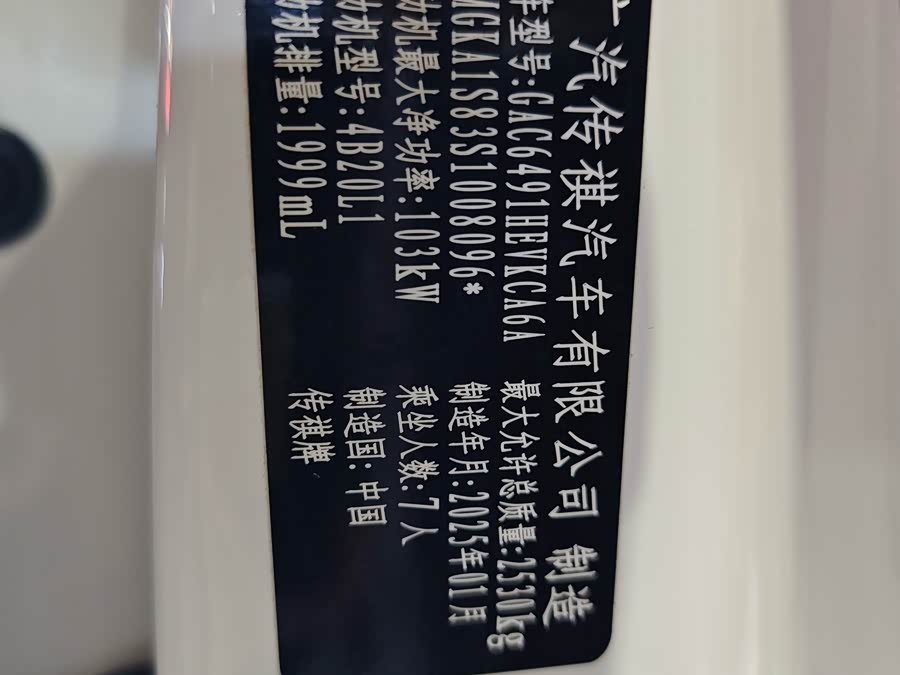 广汽传祺汽车有限公司 制造
车型号:GAC6491HEVKCA6A 最大允许总质量:2530kg
MGKA1S83S1008096* 制造年月:2025年01月
动机最大净功率:103kW 乘坐人数:7人
动机型号:4B20L1 制造国:中国
动机排量:1999mL 传祺牌